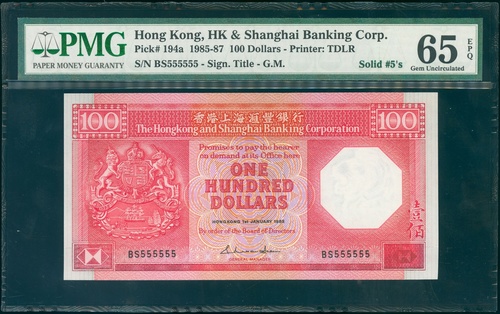 PMG
PAPER MONEY GUARANTY
Hong Kong, HK & Shanghai Banking Corp.
Pick# 194a 1985-87 100 Dollars - Printer: TDLR
S/N BS555555 - Sign. Title - G.M.
Solid #5's
65 EPQ
Gem Uncirculated
100
香港上海滙豐銀行
100
The Hongkong and Shanghai Banking Corporation
Promises to pay the bearer
on demand at its Office here
ONE
HUNDRED
DOLLARS
HONGKONG 1st JANUARY 1985
By order of the Board of Directors
GENERAL MANAGER
壹佰
BS555555
BS555555